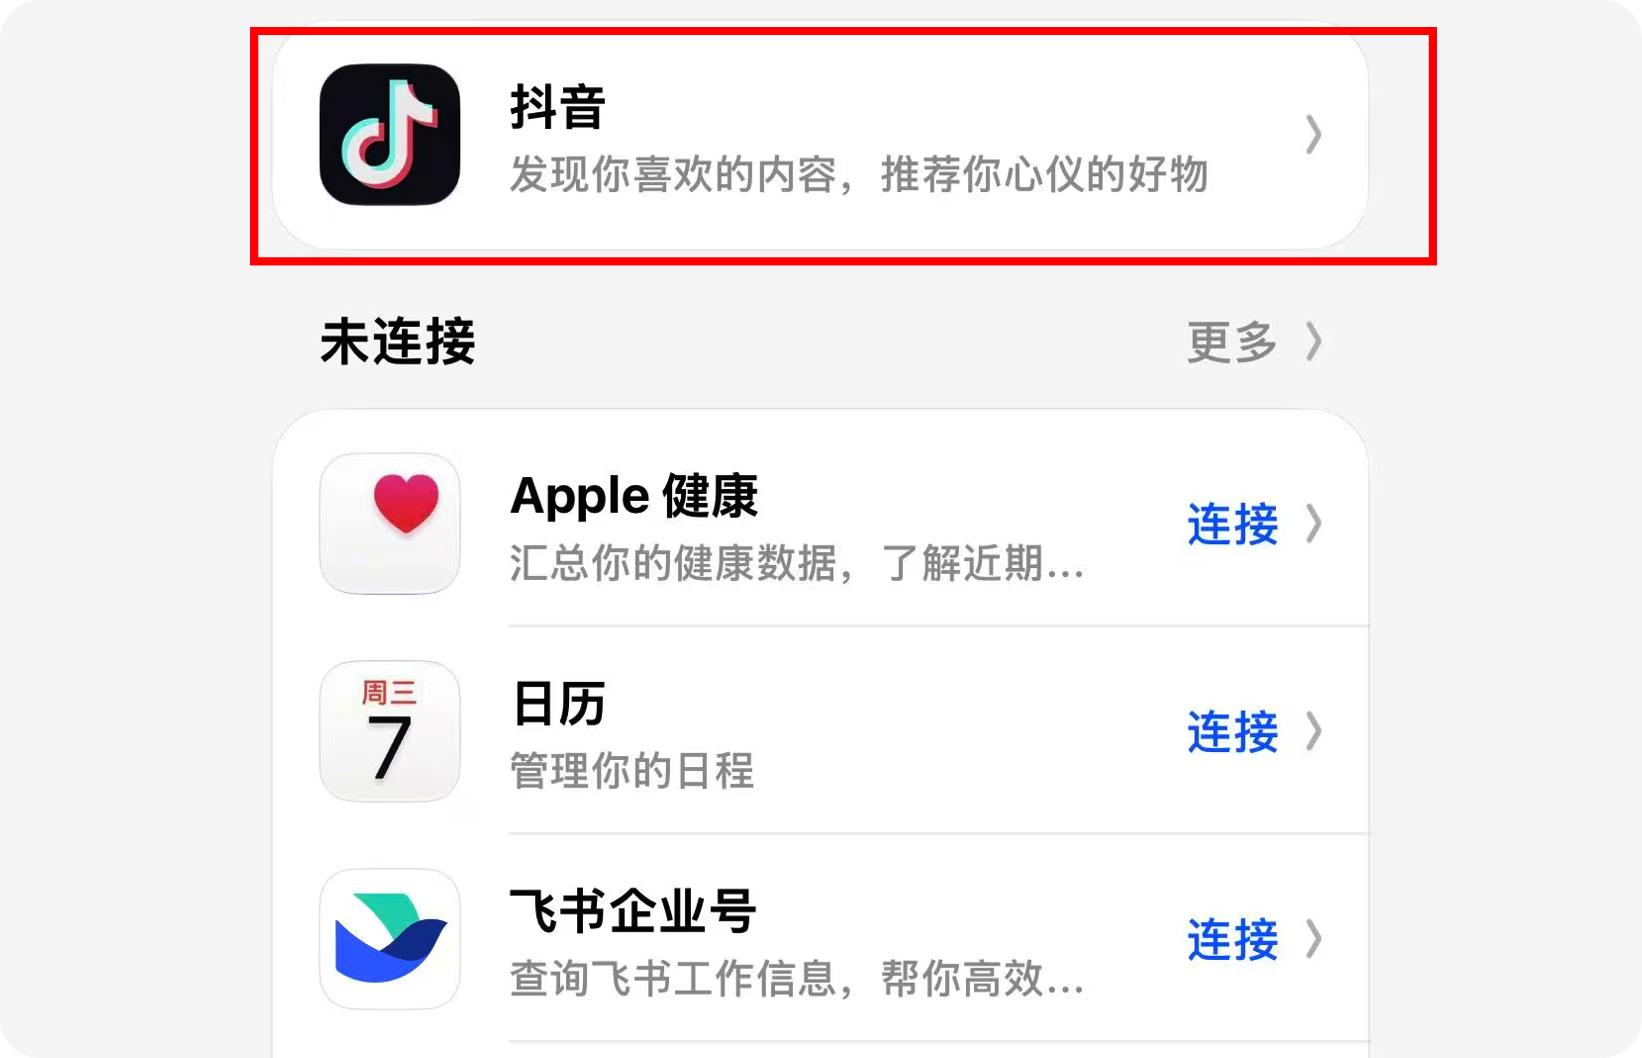 抖音
发现你喜欢的内容，推荐你心仪的好物
未连接
更多
Apple 健康
连接
汇总你的健康数据，了解近期...
周三
7
日历
连接
管理你的日程
飞书企业号
连接
查询飞书工作信息，帮你高效...